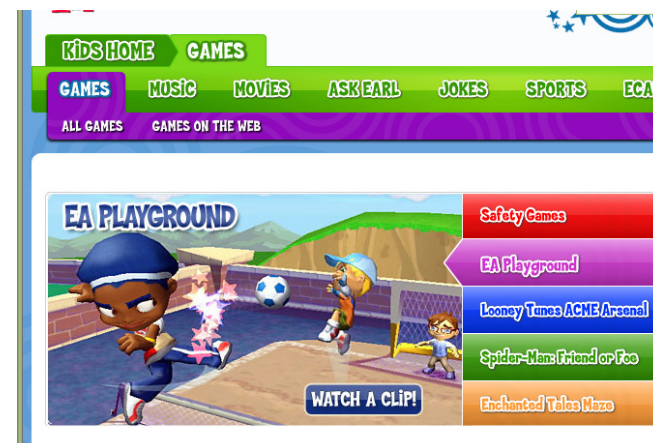 KiDS HOME GAMES
GAMES MUSiC MOViES ASK EARL JOKES SPORTS ECA
ALL GAMES GAMES ON THE WEB
EA PLAYGROUND
Safety Games
EA Playground
Looney Tunes ACME Arsenal
Spider-Man: Friend or Foe
WATCH A CLiP!
Enchanted Tales Maze